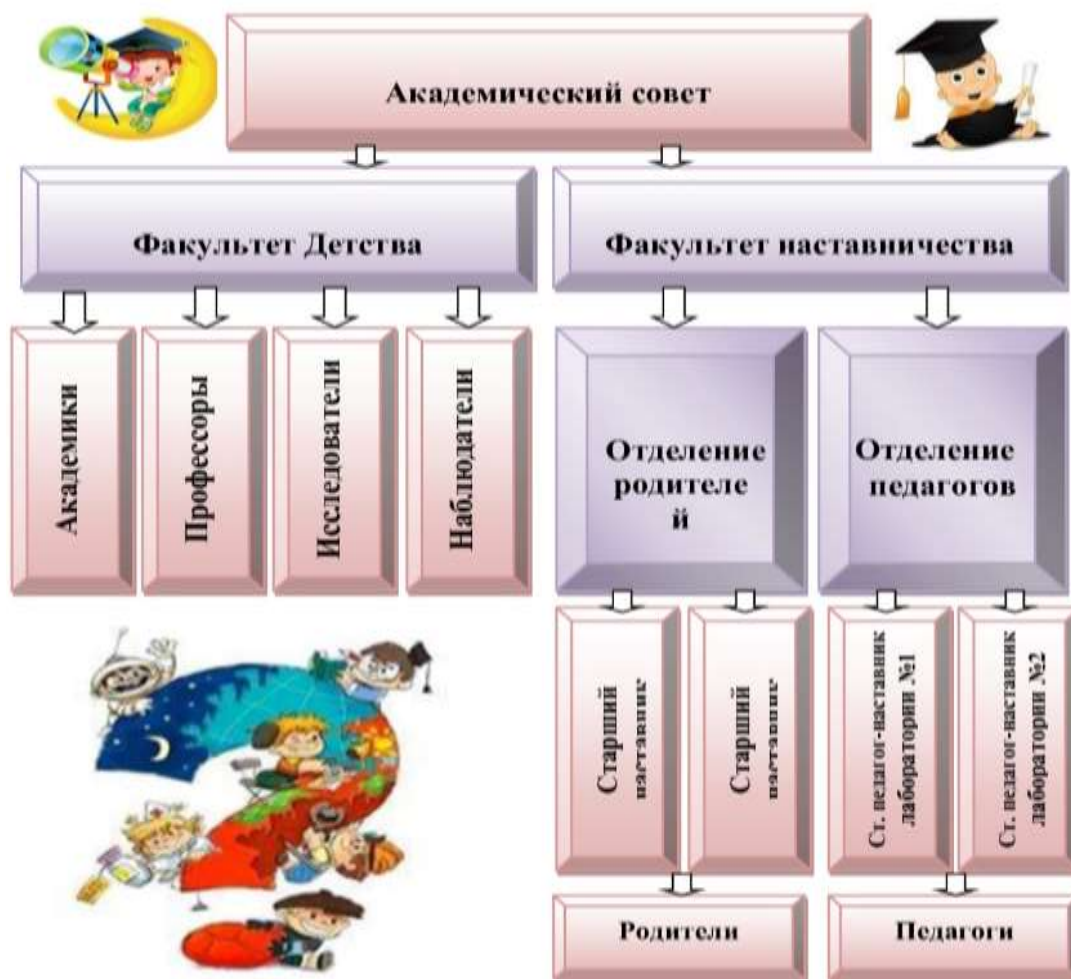 Академический совет
Факультет Детства
Факультет наставничества
Академики
Профессоры
Исследователи
Наблюдатели
Отделение
родителе
й
Отделение
педагогов
Старший
наставник
Старший
наставник
Ст. педагог-наставник
лаборатории №1
Ст. педагог-наставник
лаборатории №2
Родители
Педагоги